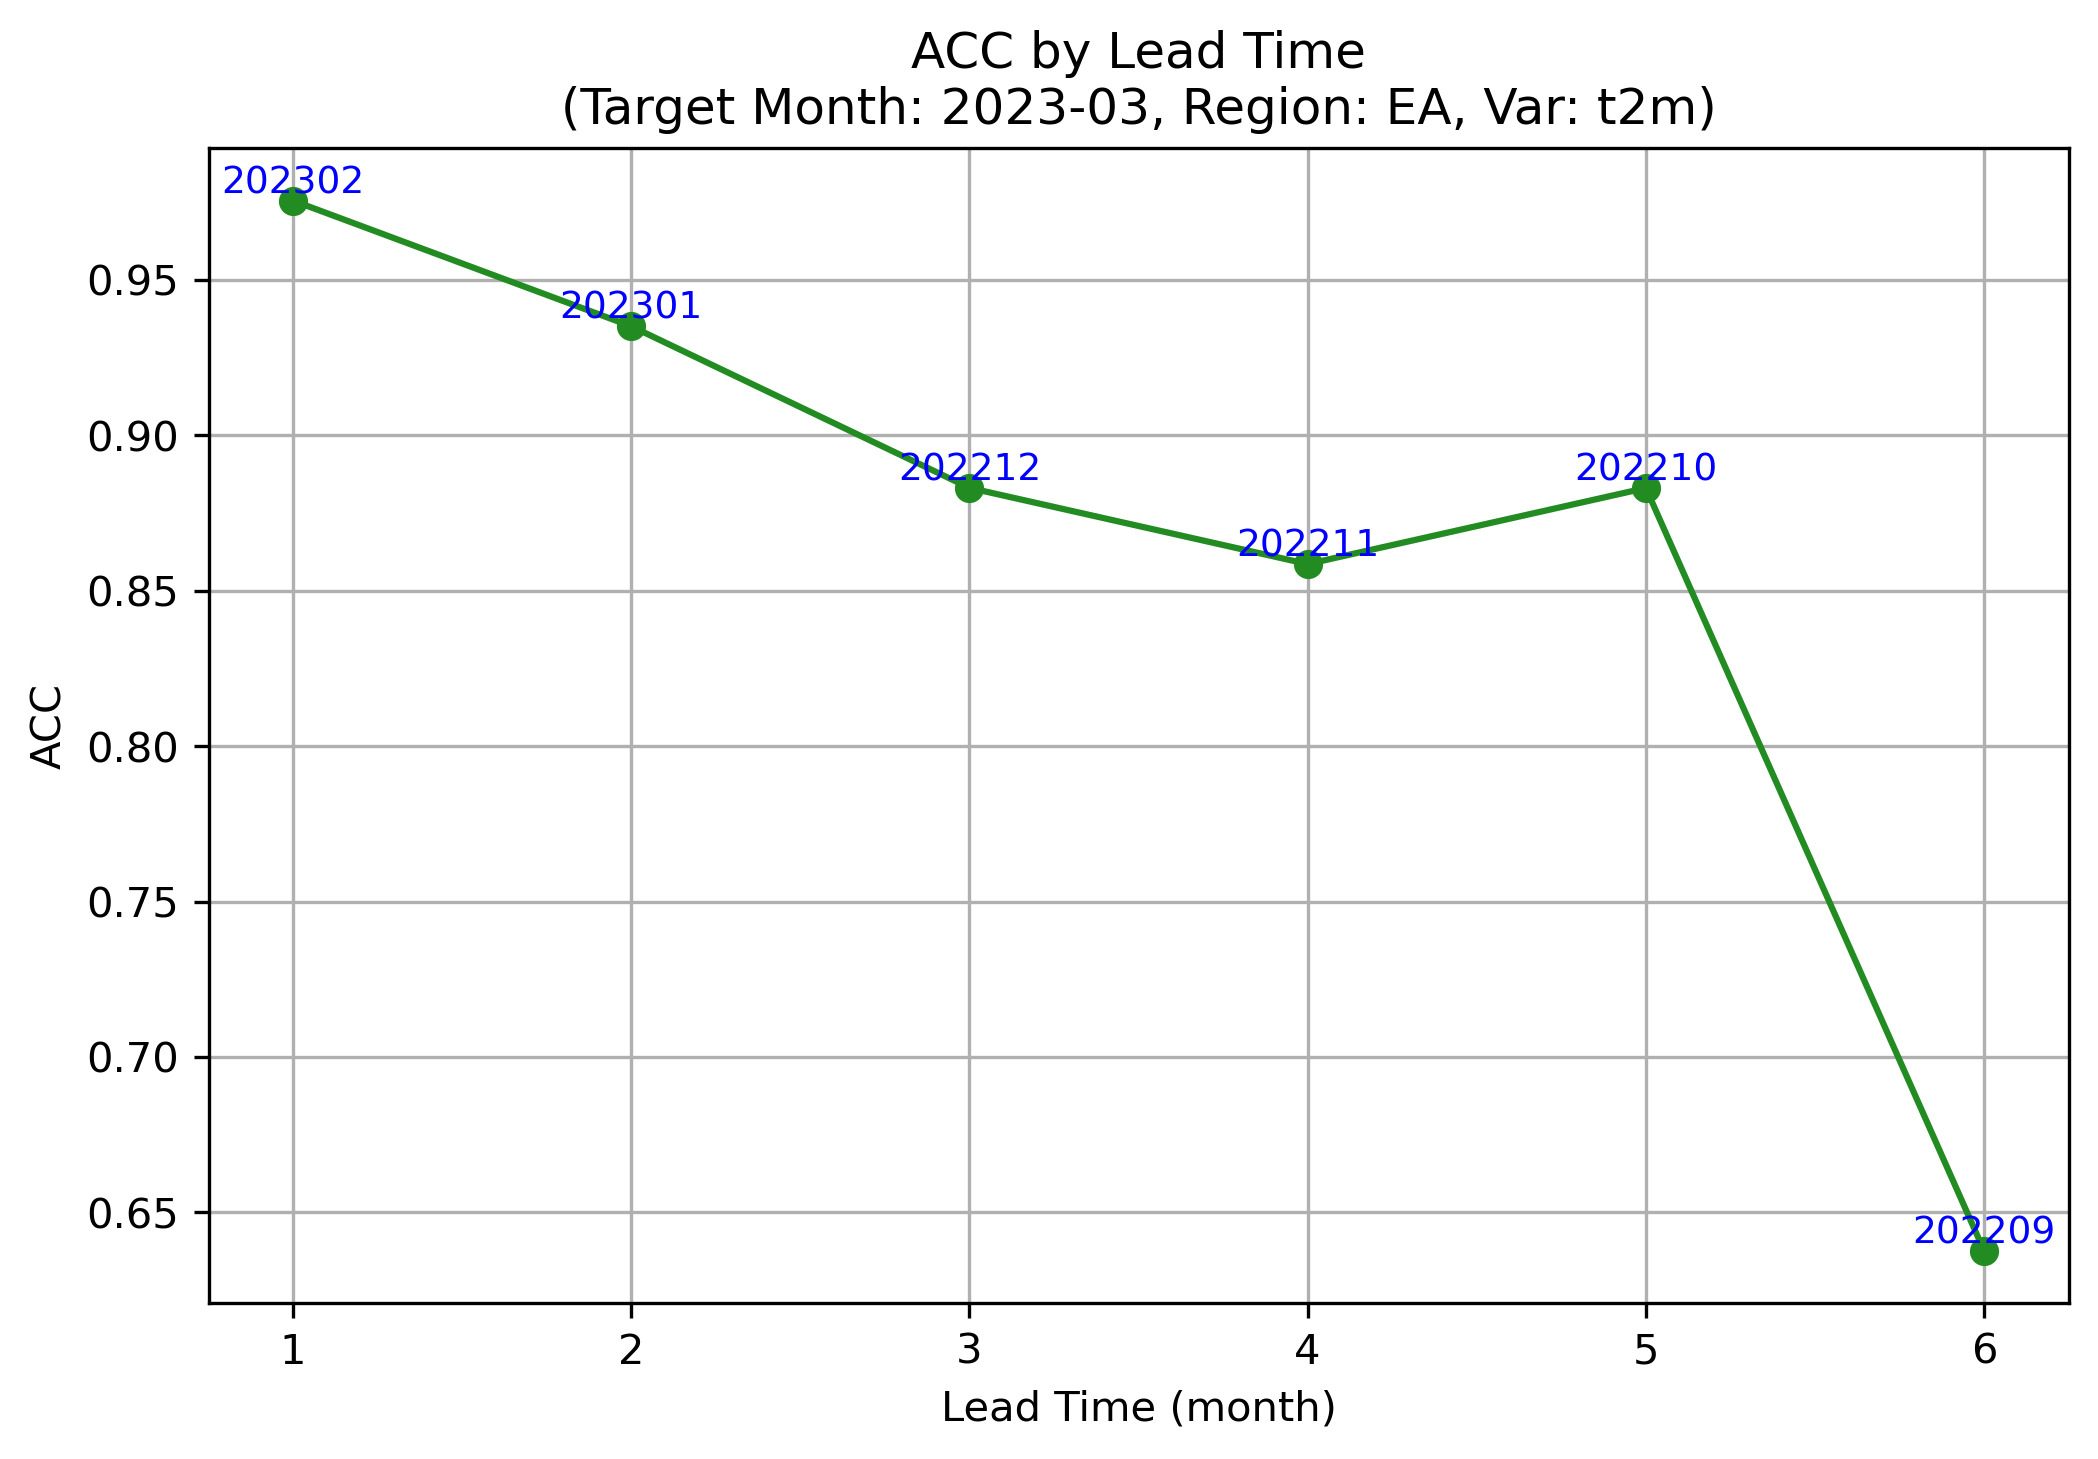 ACC by Lead Time
(Target Month: 2023-03, Region: EA, Var: t2m)
202302
202301
202212
202211
202210
202209
0.95
0.90
0.85
0.80
0.75
0.70
0.65
ACC
1 2 3 4 5 6
Lead Time (month)